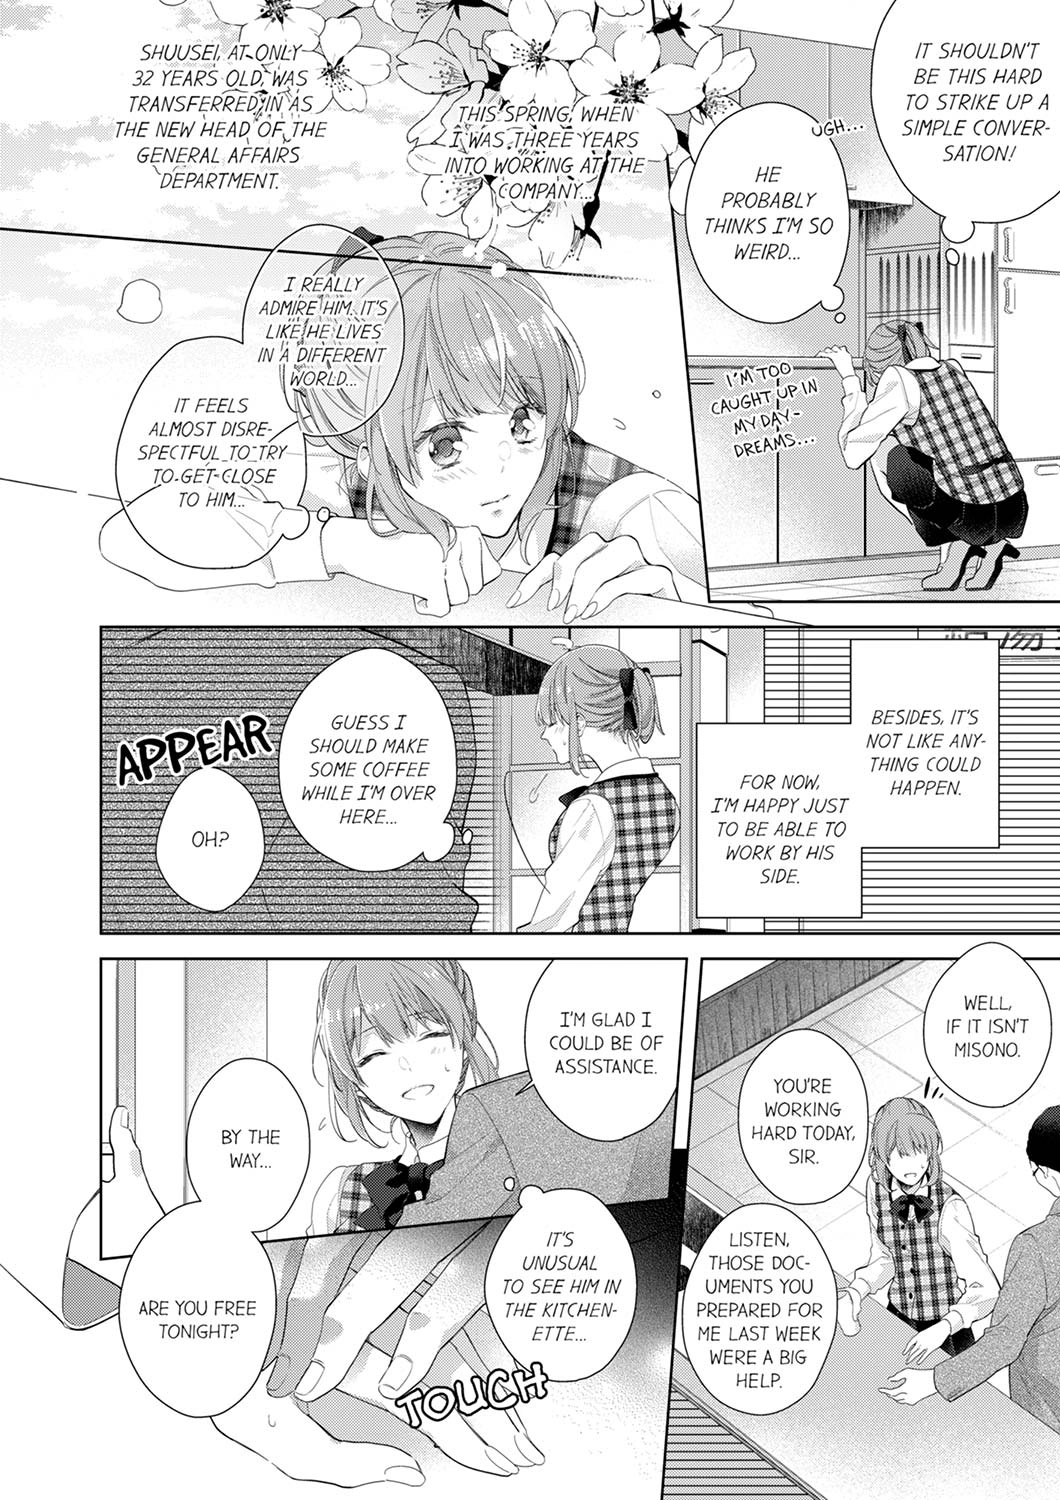 IT SHOULDN'T
BE THIS HARD
TO STRIKE UP A
SIMPLE CONVER-
SATION!
UGH...
HE
PROBABLY
THINKS I'M SO
WEIRD...
I'M TOO
CAUGHT UP IN
MY DAY-
DREAMS...
THIS SPRING, WHEN
I WAS THREE YEARS
INTO WORKING AT THE
COMPANY...
SHUUSEI, AT ONLY
32 YEARS OLD, WAS
TRANSFERRED IN AS
THE NEW HEAD OF THE
GENERAL AFFAIRS
DEPARTMENT.
I REALLY
ADMIRE HIM. IT'S
LIKE HE LIVES
IN A DIFFERENT
WORLD...
IT FEELS
ALMOST DISRE-
SPECTFUL TO TRY
TO GET CLOSE
TO HIM...
BESIDES, IT'S
NOT LIKE ANY-
THING COULD
HAPPEN.
FOR NOW,
I'M HAPPY JUST
TO BE ABLE TO
WORK BY HIS
SIDE.
GUESS I
SHOULD MAKE
SOME COFFEE
WHILE I'M OVER
HERE...
APPEAR
OH?
WELL,
IF IT ISN'T
MISONO.
YOU'RE
WORKING
HARD TODAY,
SIR.
LISTEN,
THOSE DOC-
UMENTS YOU
PREPARED FOR
ME LAST WEEK
WERE A BIG
HELP.
I'M GLAD I
COULD BE OF
ASSISTANCE.
BY THE
WAY...
IT'S
UNUSUAL
TO SEE HIM IN
THE KITCHEN-
ETTE...
ARE YOU FREE
TONIGHT?
TOUCH